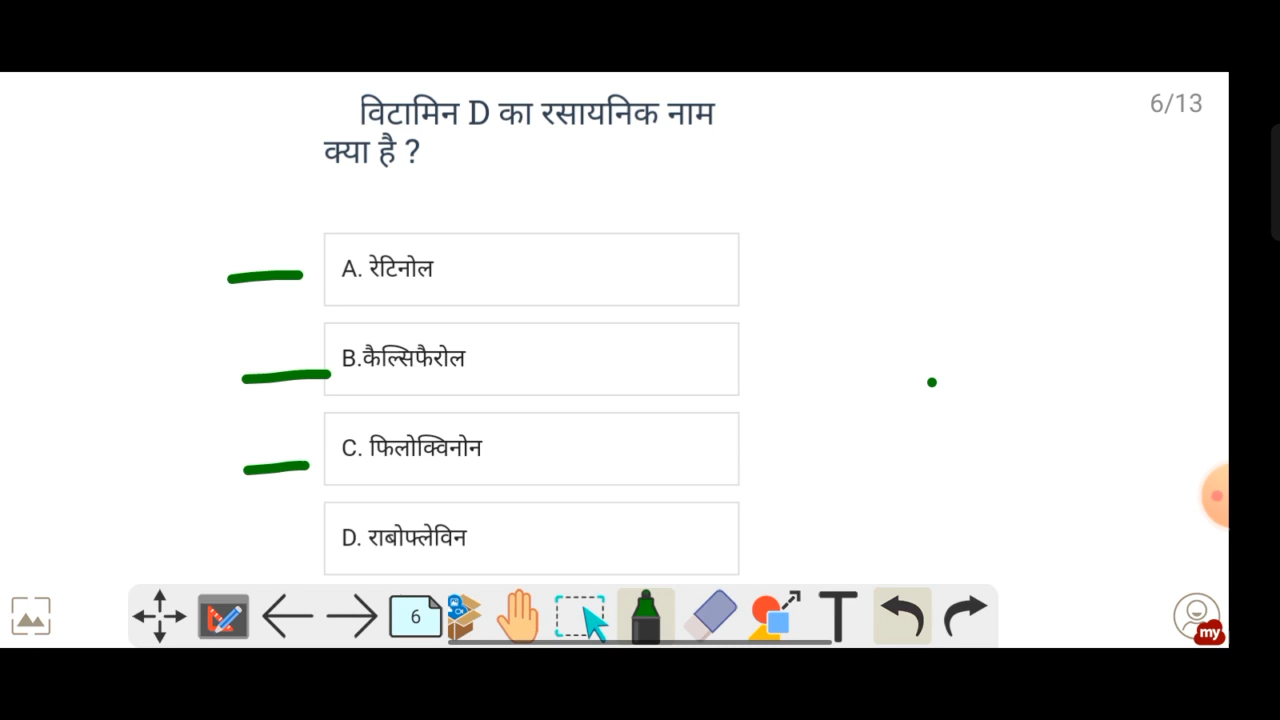 विटामिन D का रसायनिक नाम
क्या है ?
6/13
A. रेटिनोल
B.कैल्सिफैरोल
C. फिलोक्विनोन
D. राबोफ्लेविन
6
T
my